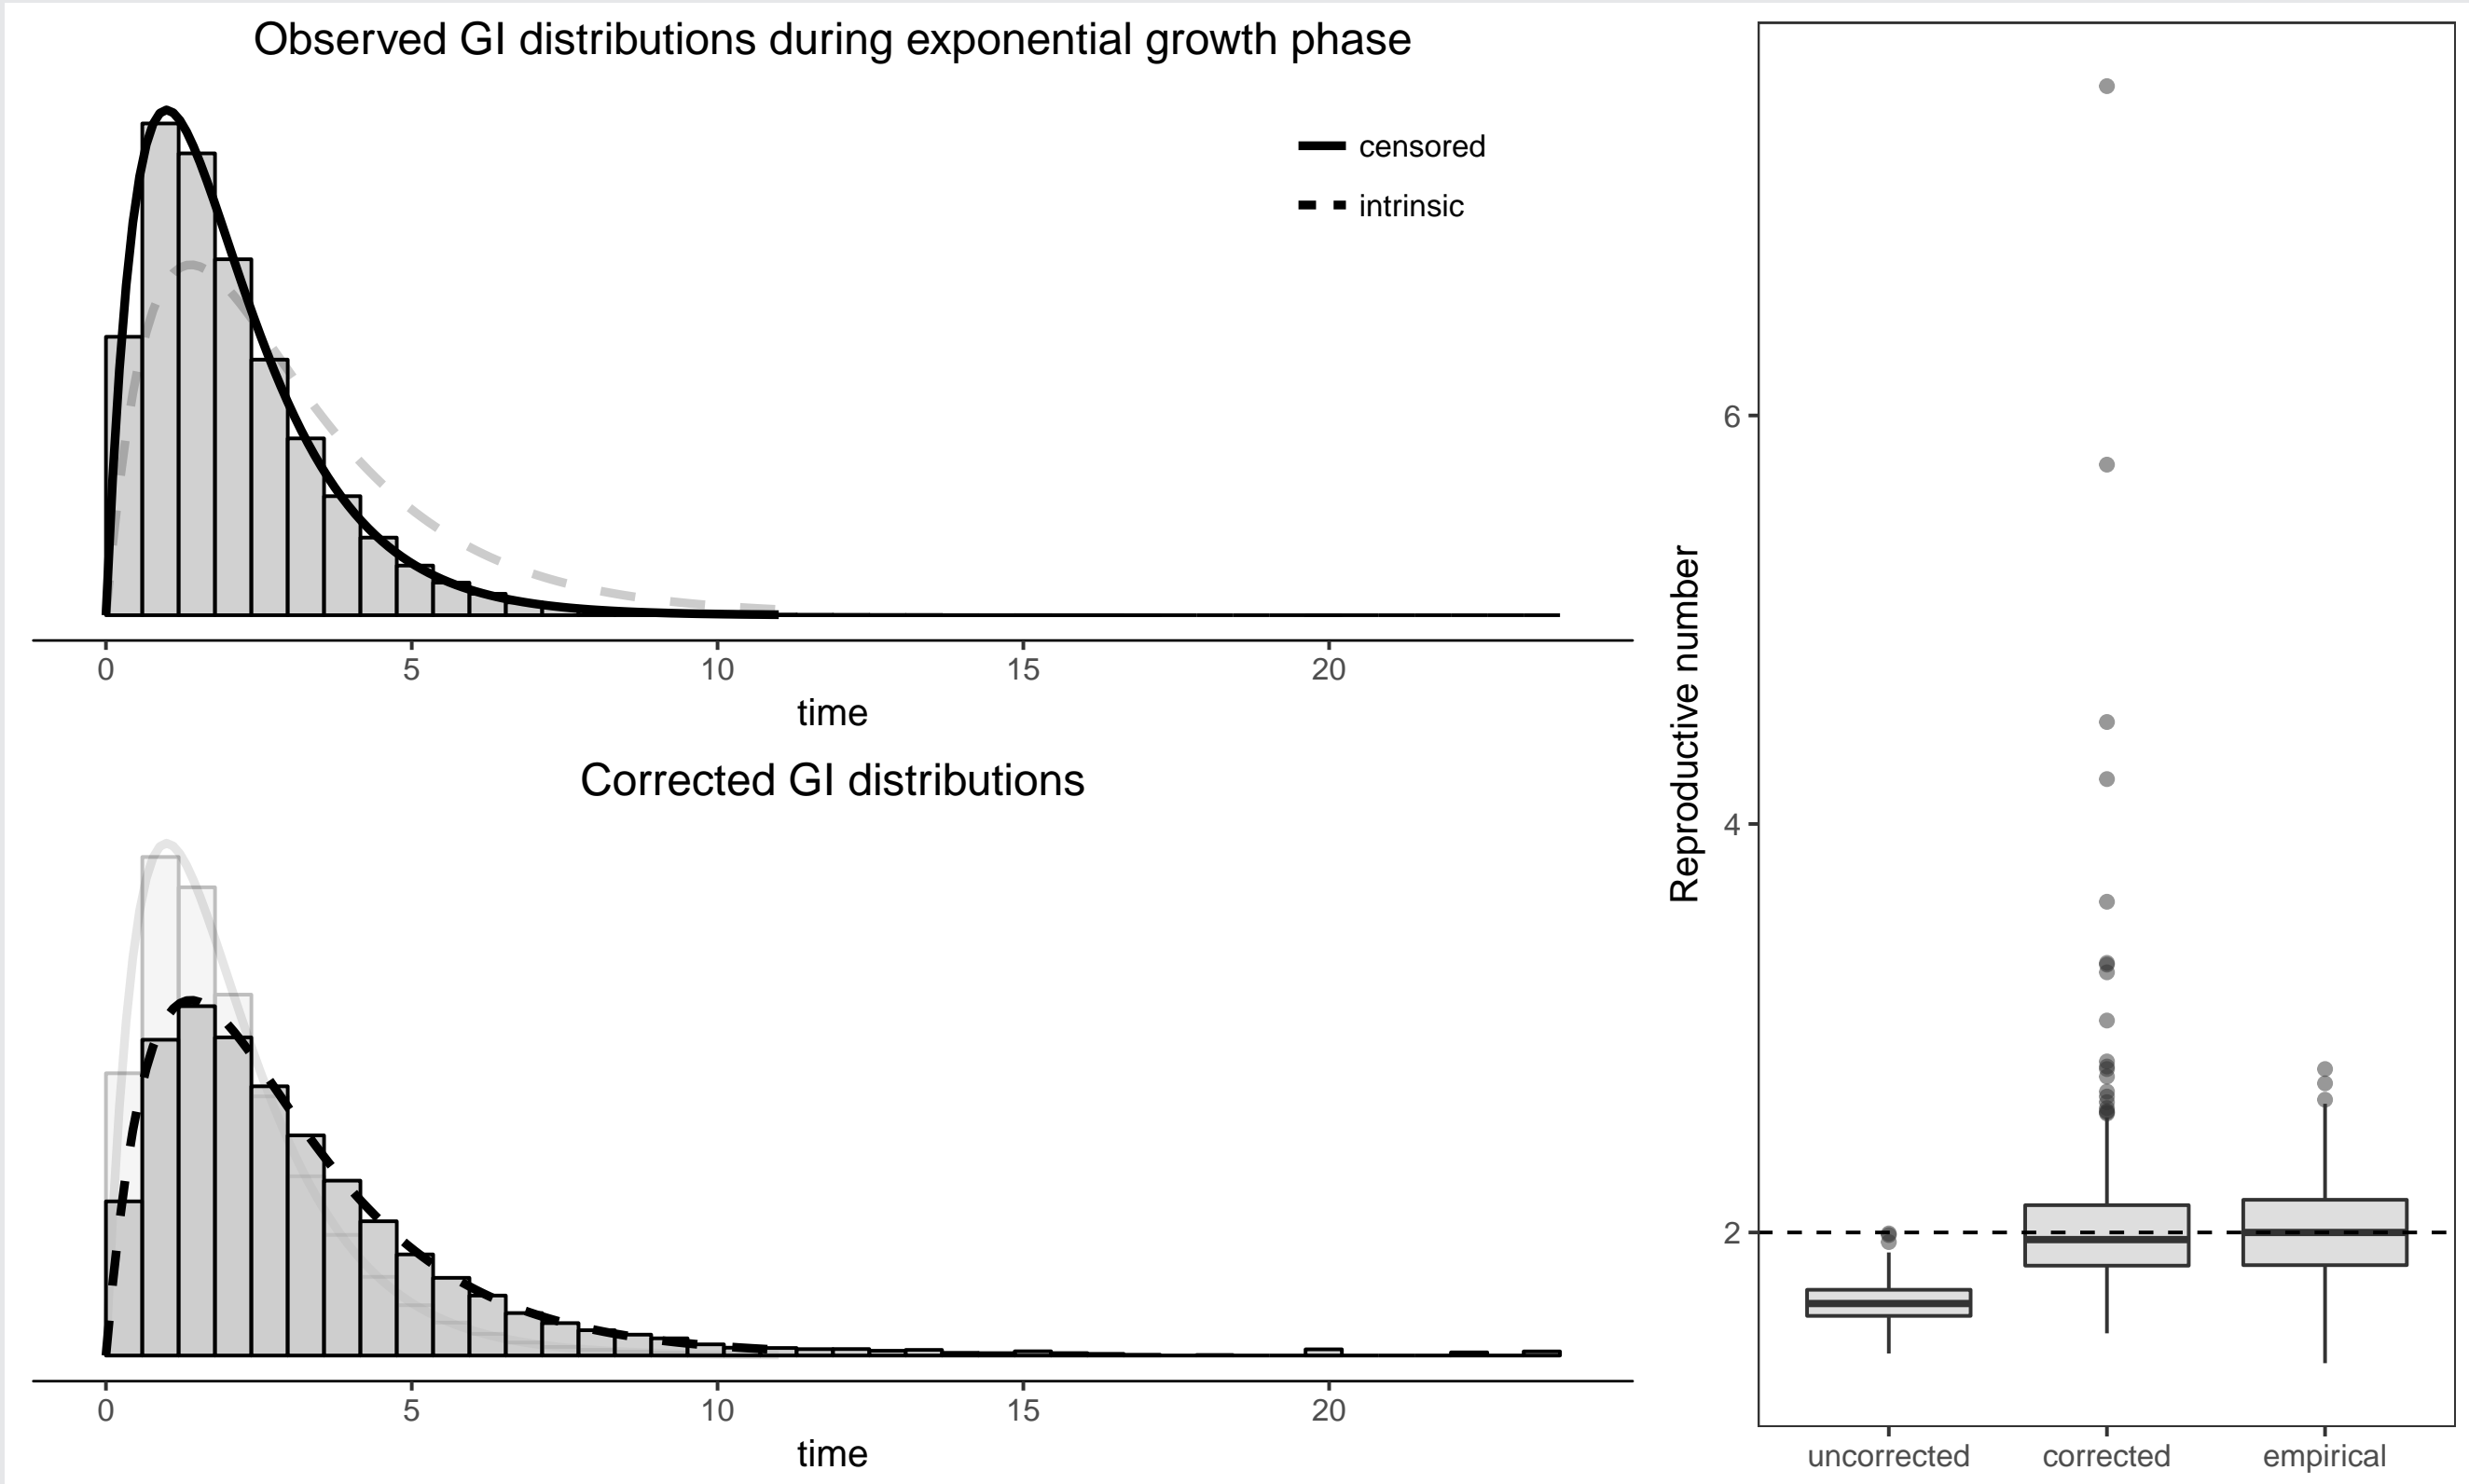 Observed GI distributions during exponential growth phase
censored
intrinsic
0 5 10 15 20
time
Corrected GI distributions
0 5 10 15 20
time
Reproductive number
6
4
2
uncorrected corrected empirical